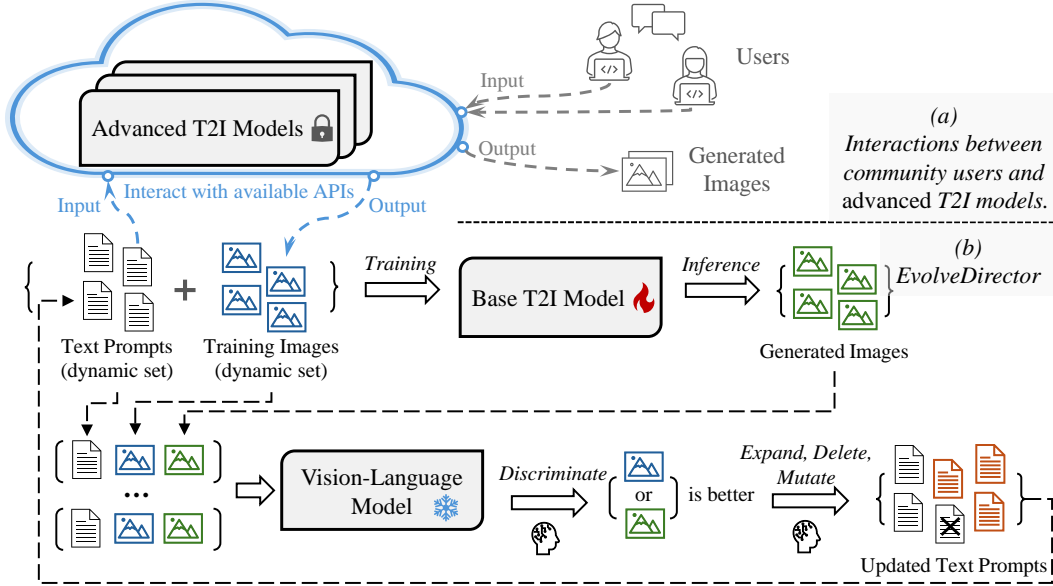 Users
Input
Advanced T2I Models
(a)
Interactions between
community users and
advanced T2I models.
Output
Generated
Images
Interact with available APIs
Input
Output
(b)
EvolveDirector
Training
Inference
Base T2I Model
+
Text Prompts
(dynamic set)
Training Images
(dynamic set)
Generated Images
Vision-Language
Model
Discriminate
or
is better
Expand, Delete,
Mutate
...
Updated Text Prompts